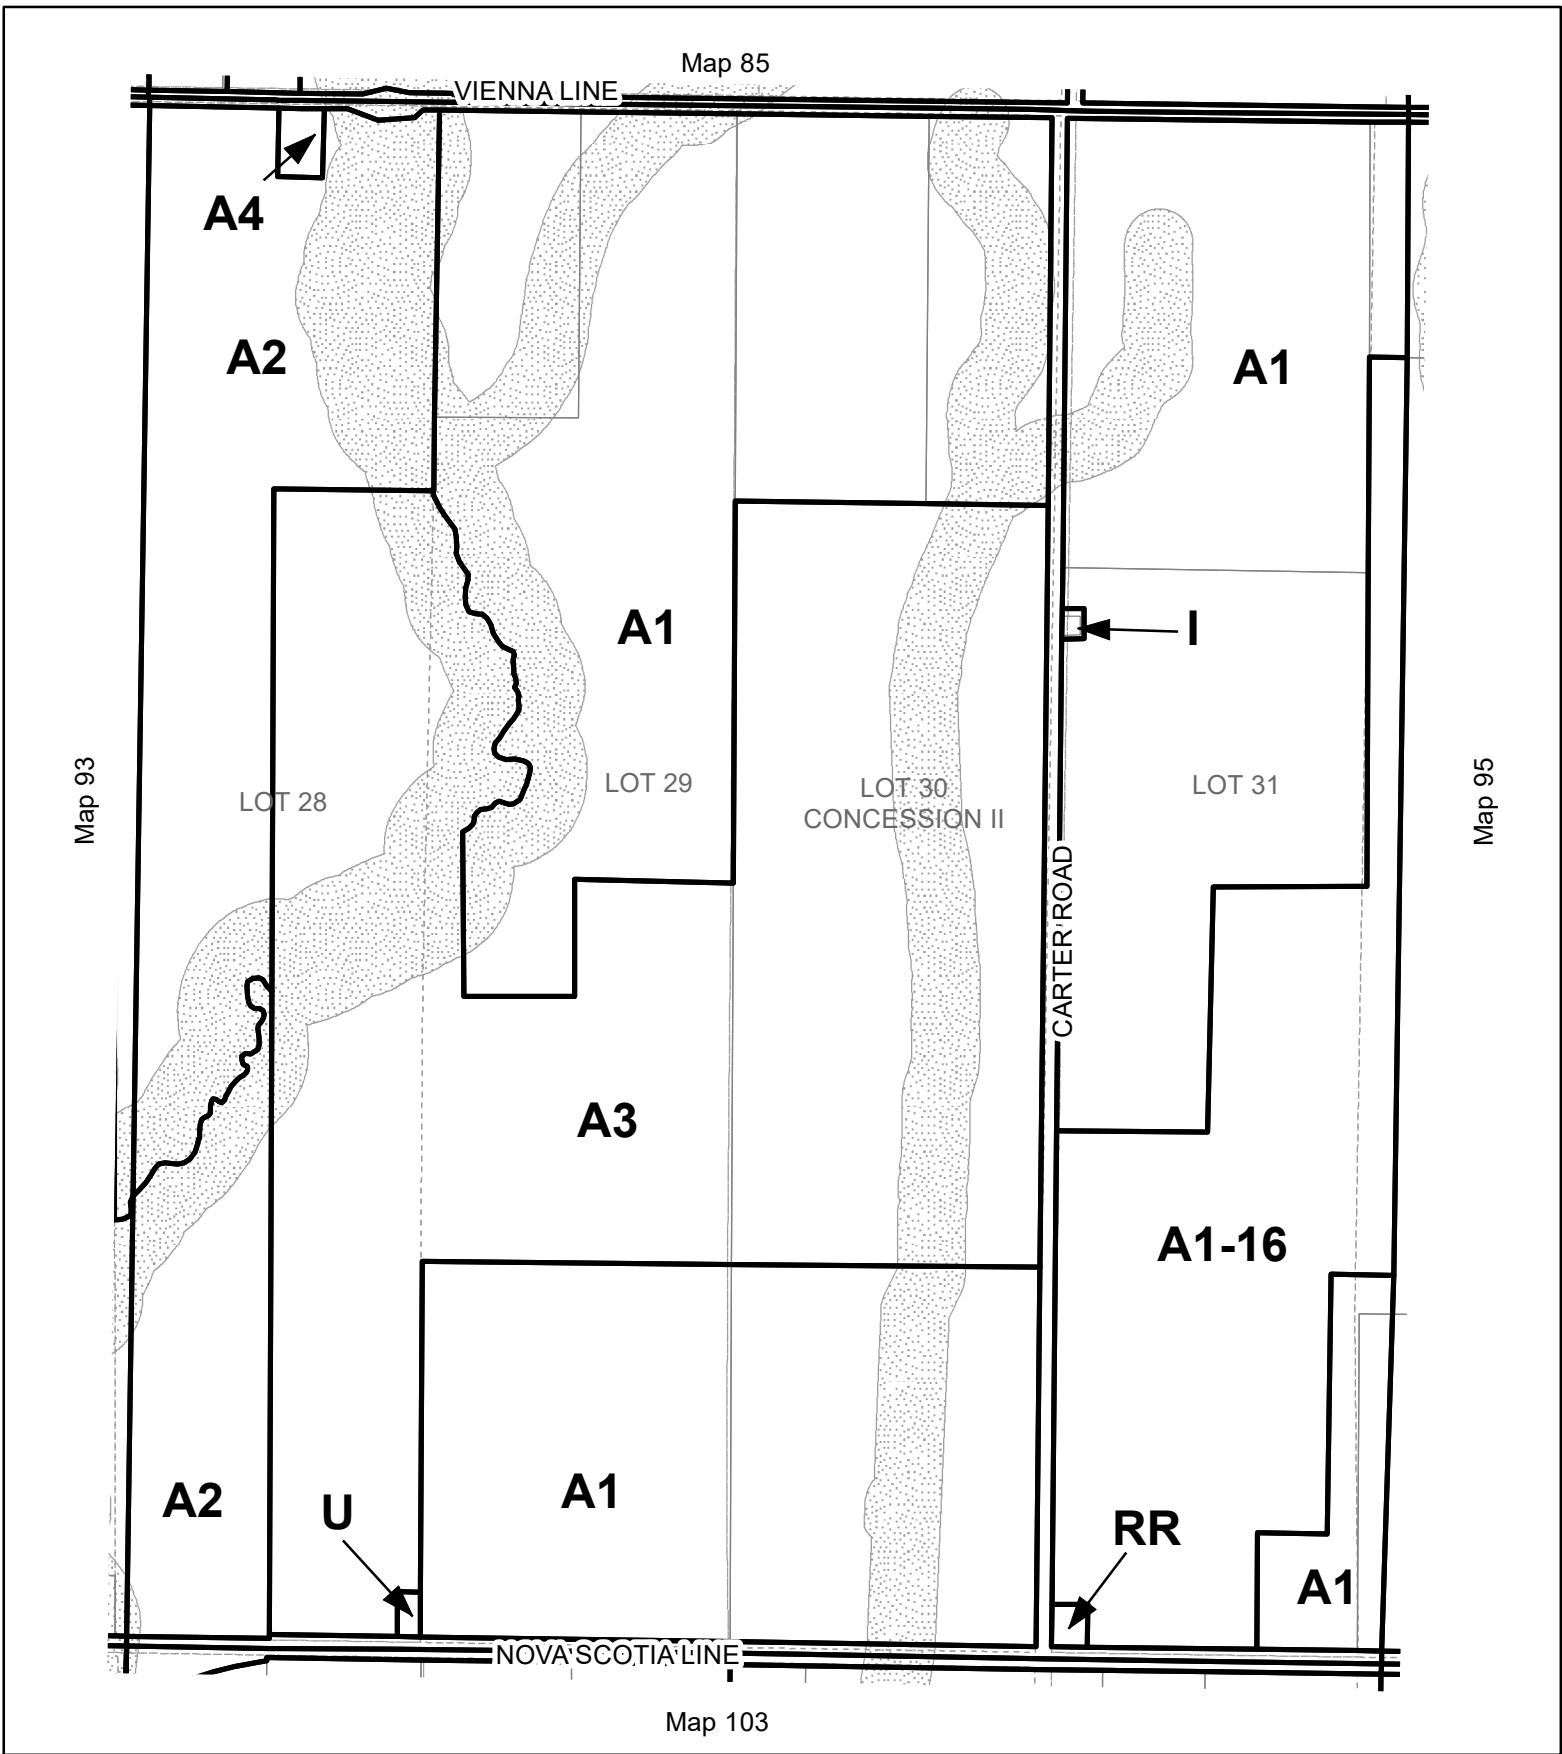 Map 85
VIENNA LINE
A4
A2
A1
A1
I
Map 93
LOT 28
LOT 29
LOT 30
CONCESSION II
LOT 31
Map 95
CARTER ROAD
A3
A1-16
A2
U
A1
RR
A1
NOVA SCOTIA LINE
Map 103